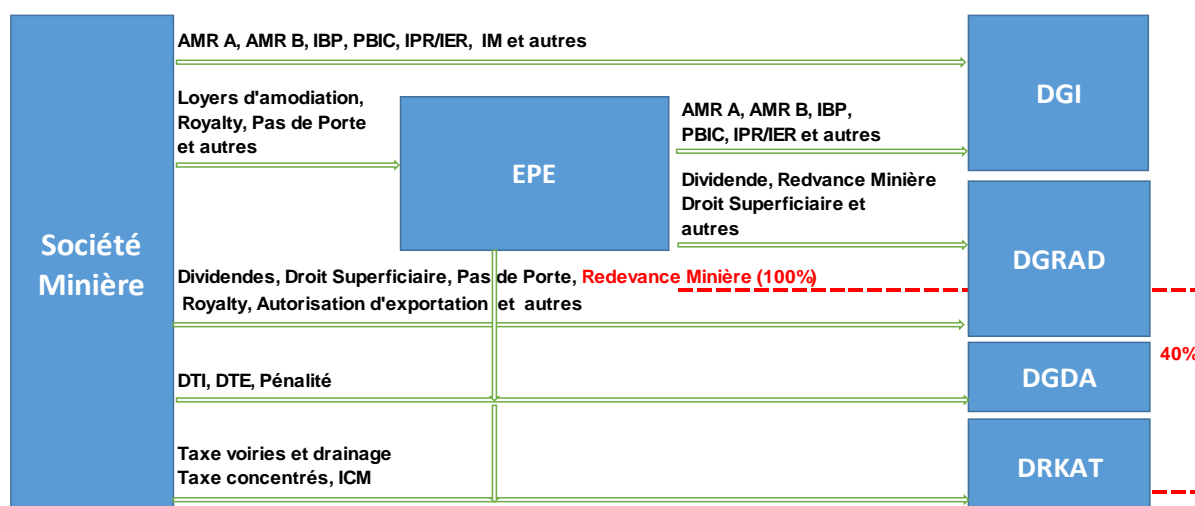 AMR A, AMR B, IBP, PBIC, IPR/IER, IM et autres
DGI
Loyers d'amodiation,
Royalty, Pas de Porte
et autres
EPE
AMR A, AMR B, IBP,
PBIC, IPR/IER et autres
Dividende, Redvance Minière
Droit Superficiaire et
autres
Société
Minière
DGRAD
Dividendes, Droit Superficiaire, Pas de Porte, Redevance Minière (100%)
Royalty, Autorisation d'exportation et autres
40%
DTI, DTE, Pénalité
DGDA
Taxe voiries et drainage
Taxe concentrés, ICM
DRKAT